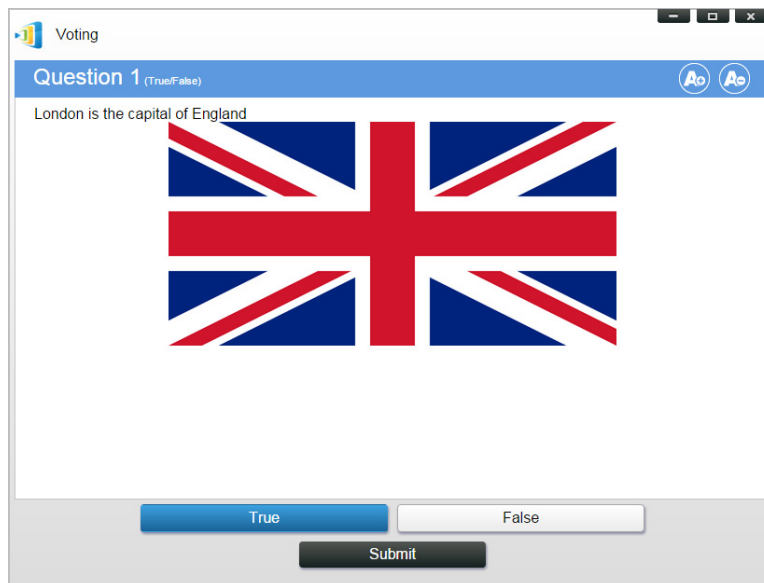 Voting
Question 1 (True/False)
A+ A-
London is the capital of England
True False
Submit